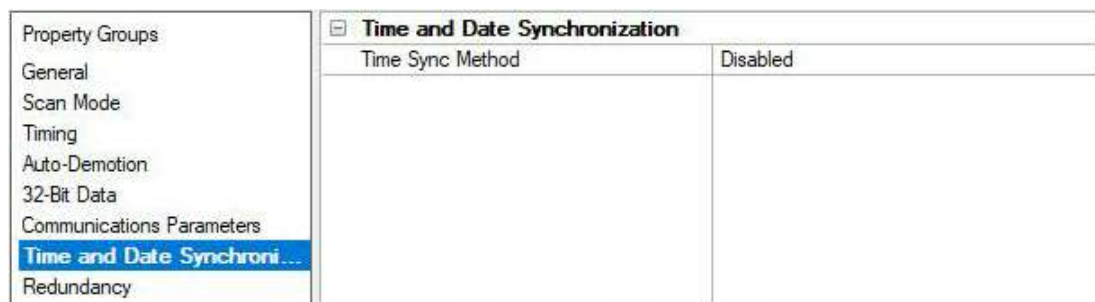 Property Groups
General
Scan Mode
Timing
Auto-Demotion
32-Bit Data
Communications Parameters
Time and Date Synchroni...
Redundancy
Time and Date Synchronization
Time Sync Method Disabled